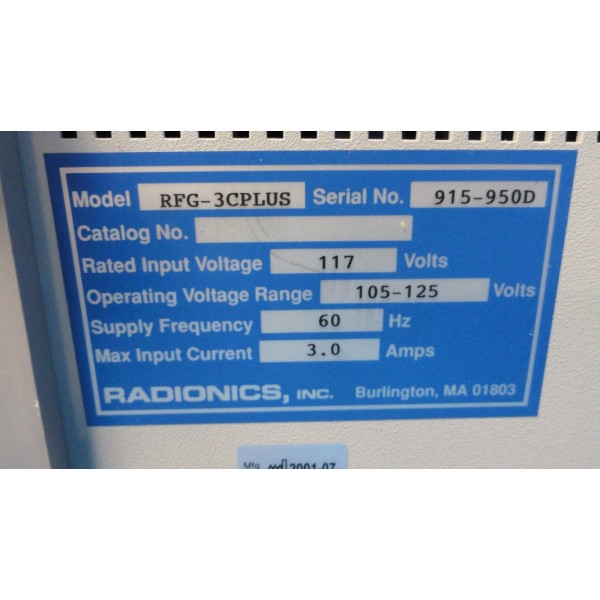 Model RFG-3CPLUS Serial No. 915-950D
Catalog No.
Rated Input Voltage 117 Volts
Operating Voltage Range 105-125 Volts
Supply Frequency 60 Hz
Max Input Current 3.0 Amps
RADIONICS, INC. Burlington, MA 01803
Mfg 2001-07